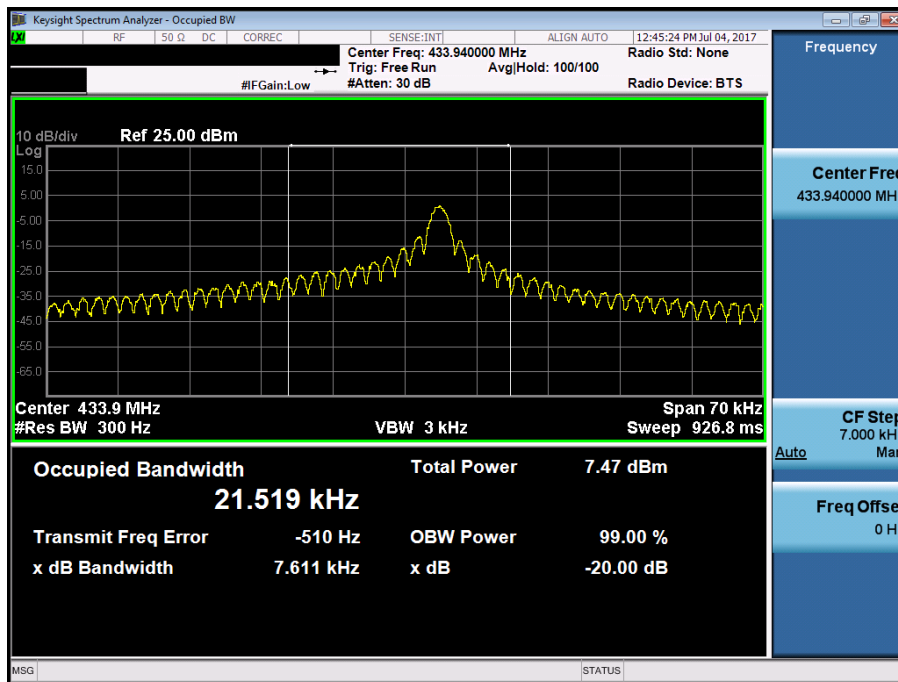 Keysight Spectrum Analyzer - Occupied BW
LXI
RF 50 Ω DC CORREC SENSE:INT ALIGN AUTO 12:45:24 PM Jul 04, 2017
Center Freq: 433.940000 MHz Radio Std: None
Trig: Free Run Avg|Hold: 100/100
#IFGain:Low #Atten: 30 dB Radio Device: BTS
Frequency
10 dB/div Ref 25.00 dBm
Log
15.0
5.00
-5.00
-15.0
-25.0
-35.0
-45.0
-55.0
-65.0
Center 433.9 MHz Span 70 kHz
#Res BW 300 Hz VBW 3 kHz Sweep 926.8 ms
Occupied Bandwidth Total Power 7.47 dBm
21.519 kHz
Transmit Freq Error -510 Hz OBW Power 99.00 %
x dB Bandwidth 7.611 kHz x dB -20.00 dB
Center Fre
433.940000 MH
CF Step
7.000 kH
Auto Ma
Freq Offse
0 H
MSG STATUS